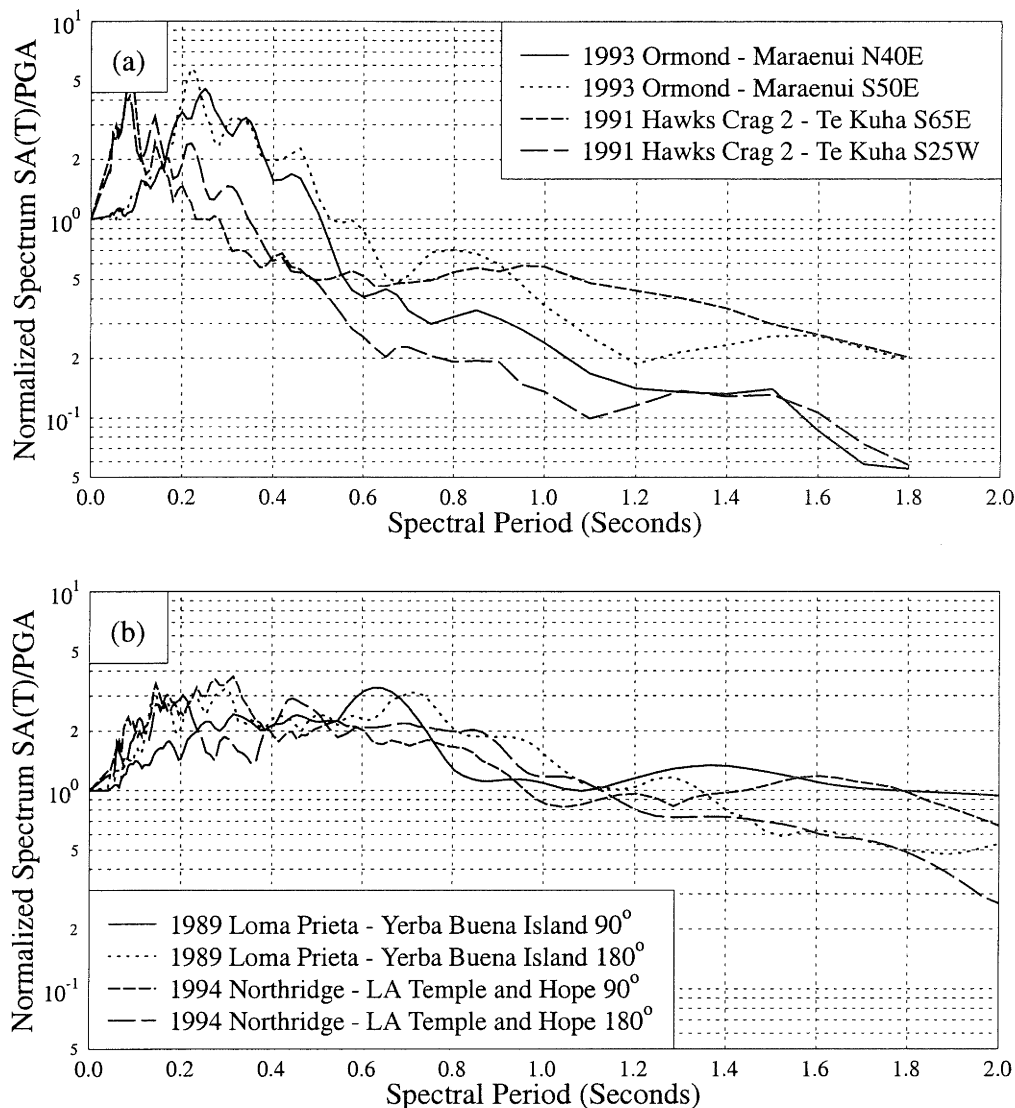 (a)
1993 Ormond - Maraenui N40E
1993 Ormond - Maraenui S50E
1991 Hawks Crag 2 - Te Kuha S65E
1991 Hawks Crag 2 - Te Kuha S25W
Normalized Spectrum SA(T)/PGA
10¹
5
2
10⁰
5
2
10⁻¹
5
0.0 0.2 0.4 0.6 0.8 1.0 1.2 1.4 1.6 1.8 2.0
Spectral Period (Seconds)
(b)
Normalized Spectrum SA(T)/PGA
10¹
5
2
10⁰
5
2
10⁻¹
5
1989 Loma Prieta - Yerba Buena Island 90°
1989 Loma Prieta - Yerba Buena Island 180°
1994 Northridge - LA Temple and Hope 90°
1994 Northridge - LA Temple and Hope 180°
0.0 0.2 0.4 0.6 0.8 1.0 1.2 1.4 1.6 1.8 2.0
Spectral Period (Seconds)